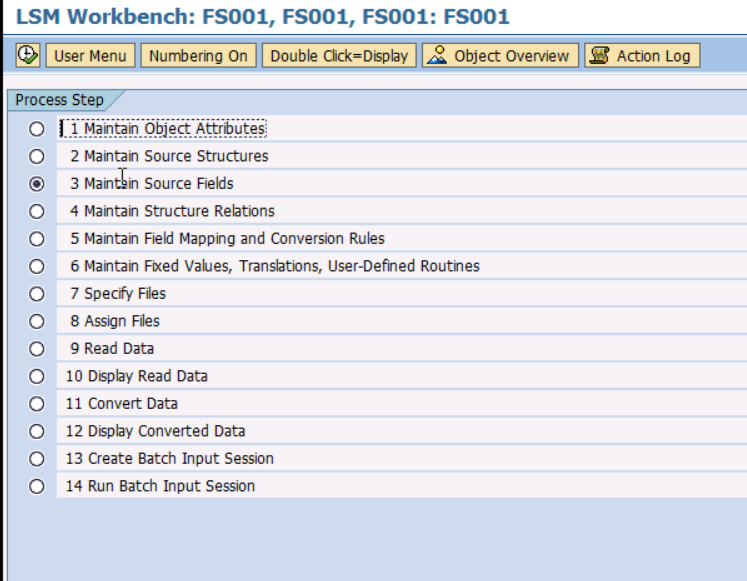 LSM Workbench: FS001, FS001, FS001: FS001
User Menu Numbering On Double Click=Display Object Overview Action Log
Process Step
1 Maintain Object Attributes
2 Maintain Source Structures
3 Maintain Source Fields
4 Maintain Structure Relations
5 Maintain Field Mapping and Conversion Rules
6 Maintain Fixed Values, Translations, User-Defined Routines
7 Specify Files
8 Assign Files
9 Read Data
10 Display Read Data
11 Convert Data
12 Display Converted Data
13 Create Batch Input Session
14 Run Batch Input Session